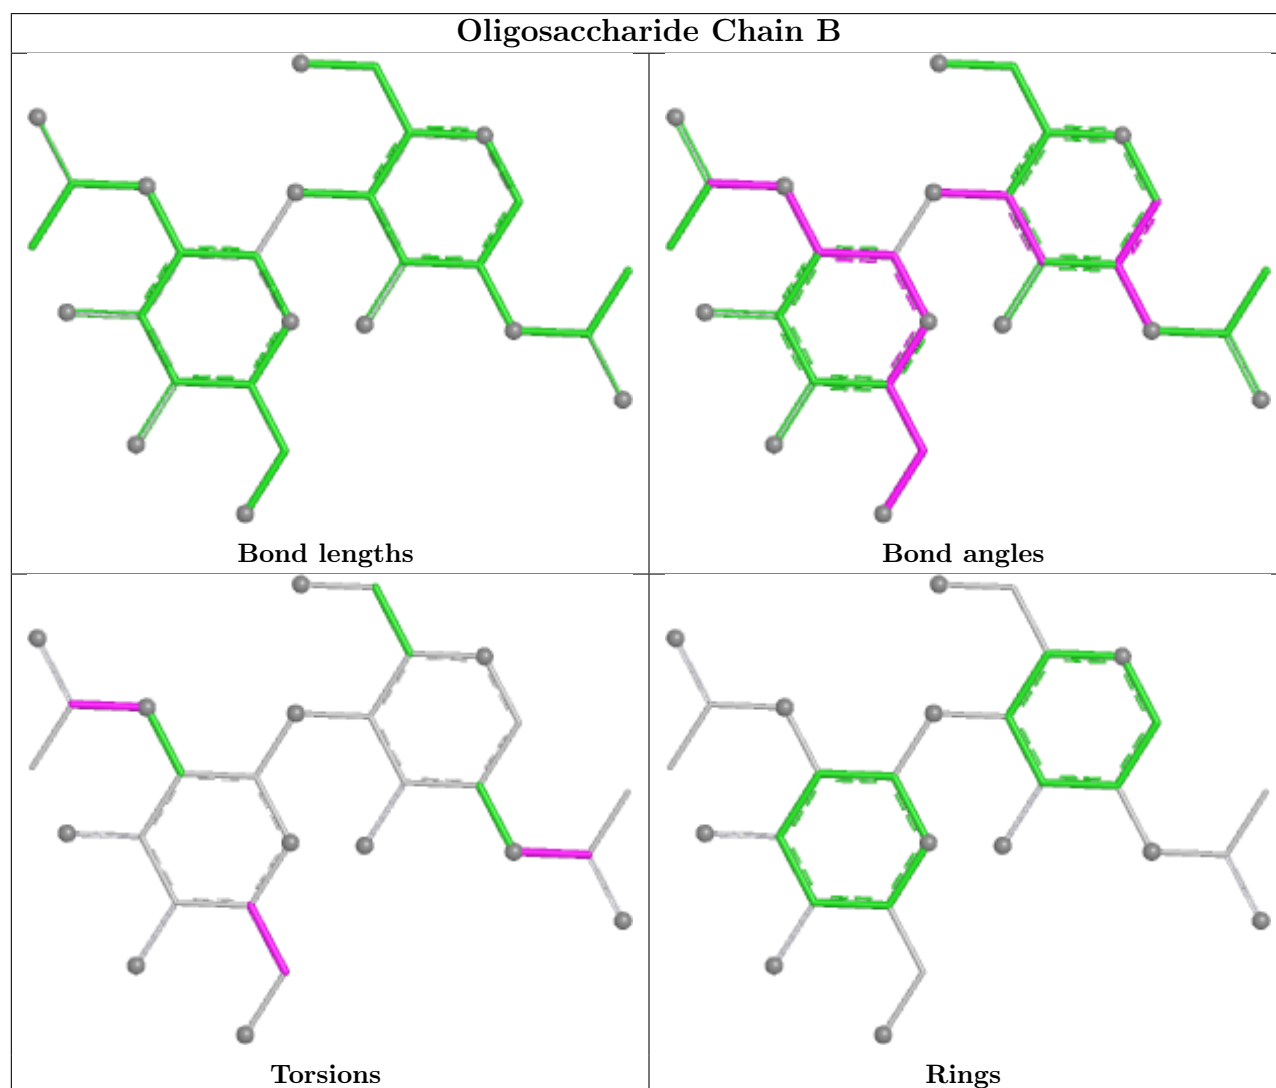 Oligosaccharide Chain B
Bond lengths
Bond angles
Torsions
Rings